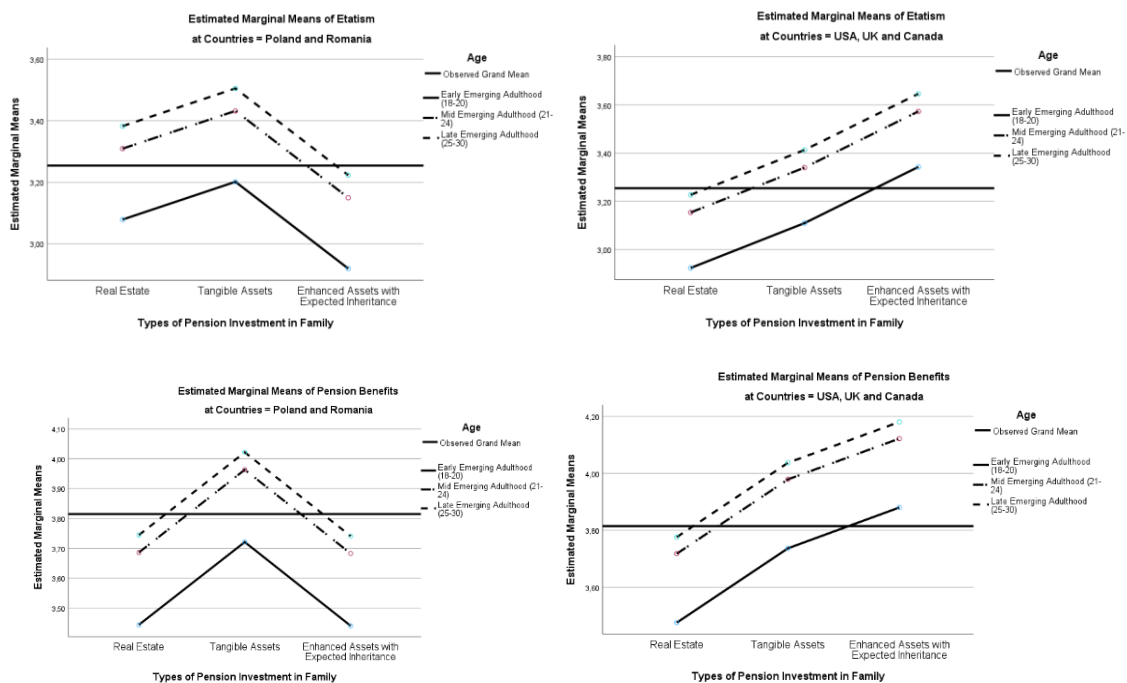 Estimated Marginal Means of Etatism
at Countries = Poland and Romania
Estimated Marginal Means
3,60
3,40
3,20
3,00
Real Estate
Tangible Assets
Enhanced Assets with
Expected Inheritance
Types of Pension Investment in Family
Age
Observed Grand Mean
Early Emerging Adulthood
(18-20)
Mid Emerging Adulthood (21-
24)
Late Emerging Adulthood
(25-30)
Estimated Marginal Means of Etatism
at Countries = USA, UK and Canada
Estimated Marginal Means
3,80
3,60
3,40
3,20
3,00
Real Estate
Tangible Assets
Enhanced Assets with
Expected Inheritance
Types of Pension Investment in Family
Age
Observed Grand Mean
Early Emerging Adulthood
(18-20)
Mid Emerging Adulthood (21-
24)
Late Emerging Adulthood
(25-30)
Estimated Marginal Means of Pension Benefits
at Countries = Poland and Romania
Estimated Marginal Means
4,10
4,00
3,90
3,80
3,70
3,60
3,50
Real Estate
Tangible Assets
Enhanced Assets with
Expected Inheritance
Types of Pension Investment in Family
Age
Observed Grand Mean
Early Emerging Adulthood
(18-20)
Mid Emerging Adulthood (21-
24)
Late Emerging Adulthood
(25-30)
Estimated Marginal Means of Pension Benefits
at Countries = USA, UK and Canada
Estimated Marginal Means
4,20
4,00
3,80
3,60
Real Estate
Tangible Assets
Enhanced Assets with
Expected Inheritance
Types of Pension Investment in Family
Age
Observed Grand Mean
Early Emerging Adulthood
(18-20)
Mid Emerging Adulthood (21-
24)
Late Emerging Adulthood
(25-30)